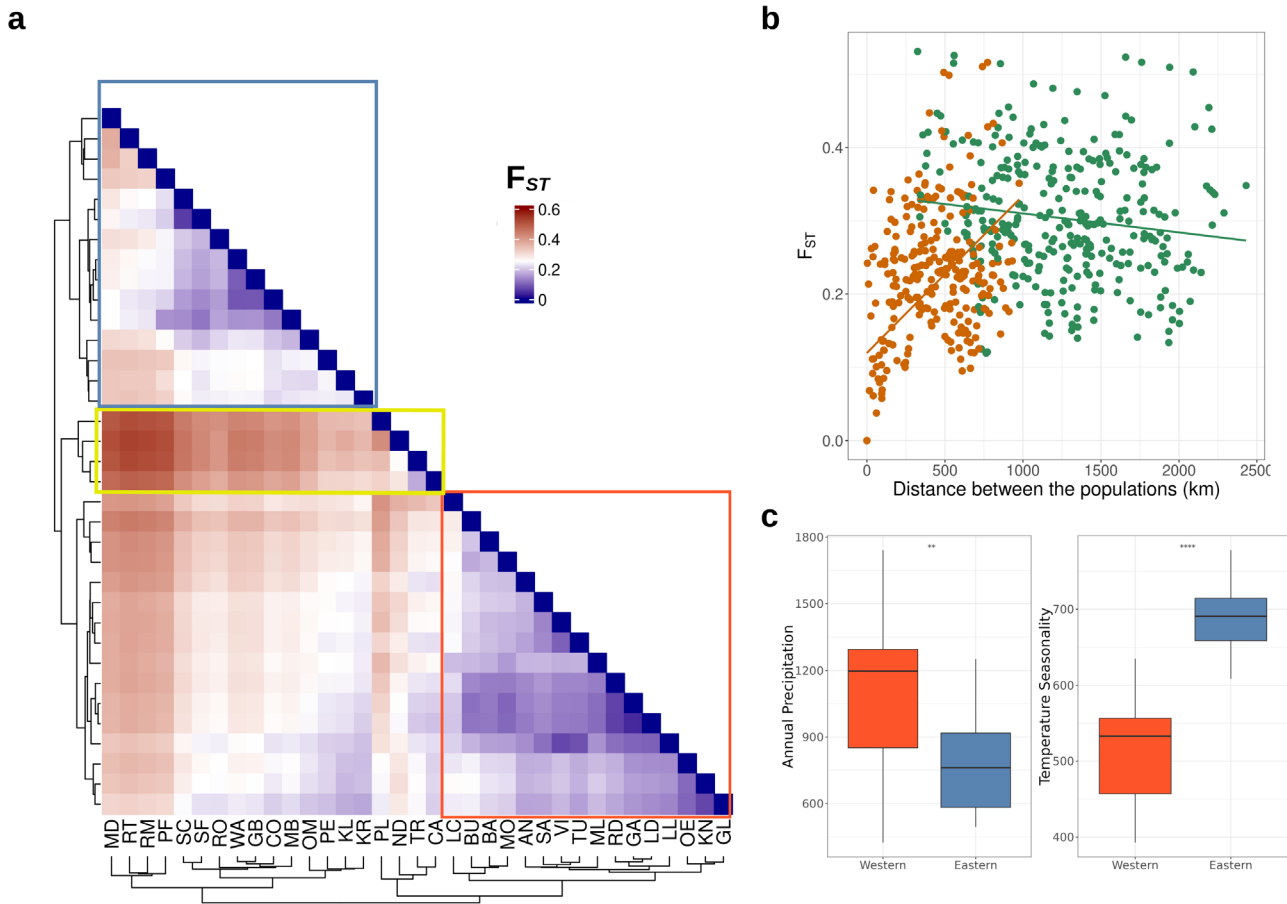 a
F_ST
0.6
0.4
0.2
0
MD RT RM PF SC SF RO WA GB CO MB OM PE KL KR PL ND TR CA LC BU BA MO AN SA VI TU ML RD GA LD LL OE KN GL
b
F_ST
0.4
0.2
0.0
0 500 1000 1500 2000 2500
Distance between the populations (km)
c
Annual Precipitation
1800
1500
1200
900
600
**
Western Eastern
Temperature Seasonality
700
600
500
400
****
Western Eastern